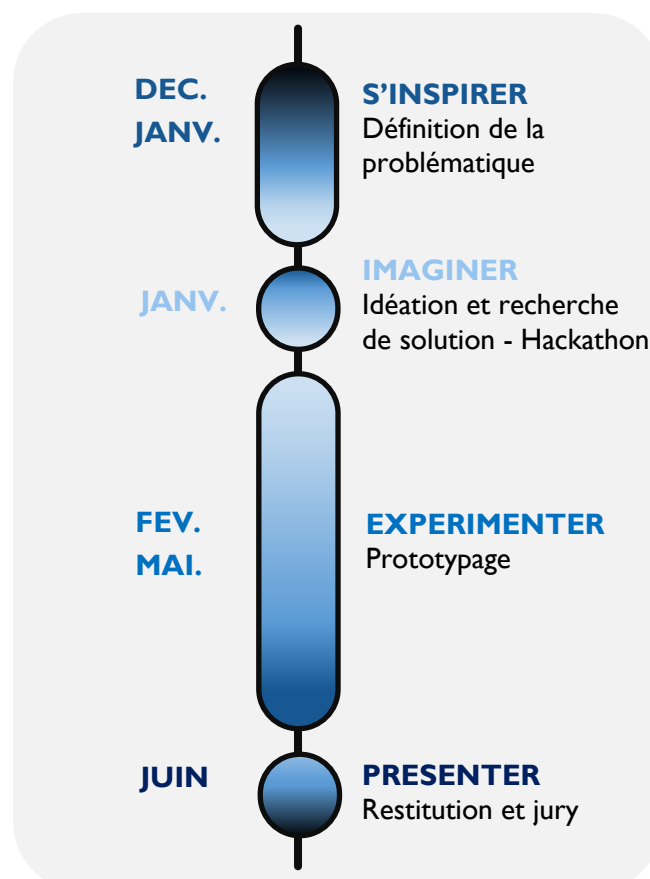 DEC.
JANV.
S’INSPIRER
Définition de la
problématique
JANV.
IMAGINER
Idéation et recherche
de solution - Hackathon
FEV.
MAI.
EXPERIMENTER
Prototypage
JUIN
PRESENTER
Restitution et jury